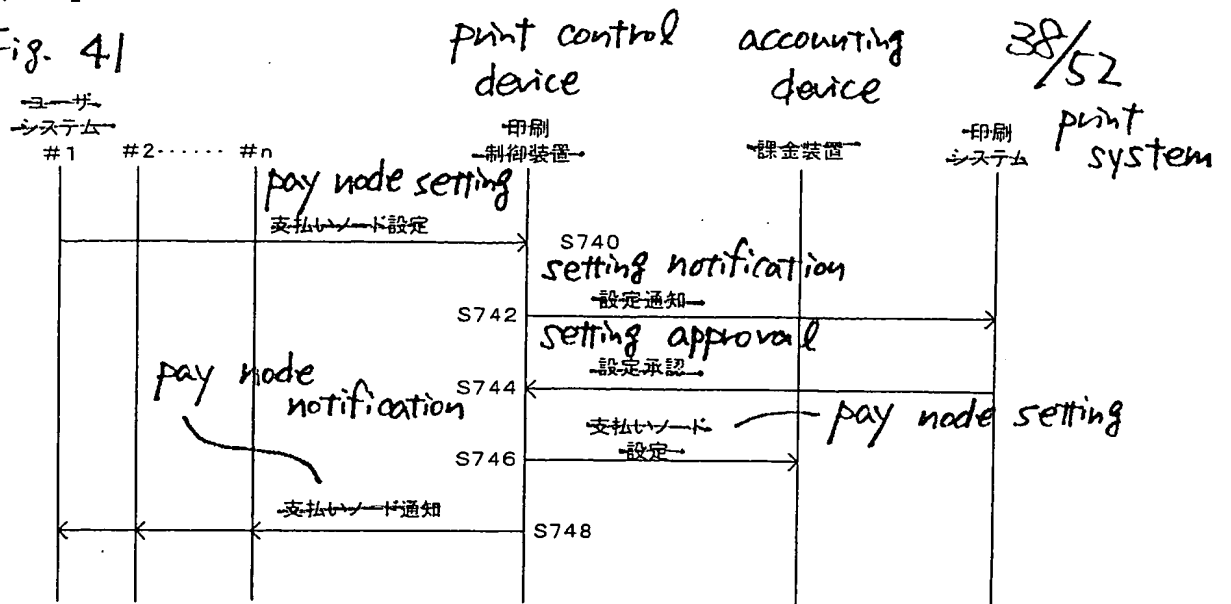 Fig. 41
38/52
print control device
accounting device
print system
ユーザ
システム
#1 #2······ #n
印刷
制御装置
課金装置
印刷
システム
pay node setting
支払いノード設定
S740
setting notification
設定通知
S742
setting approval
設定承認
S744
pay node notification
支払いノード
設定
pay node setting
S746
支払いノード通知
S748